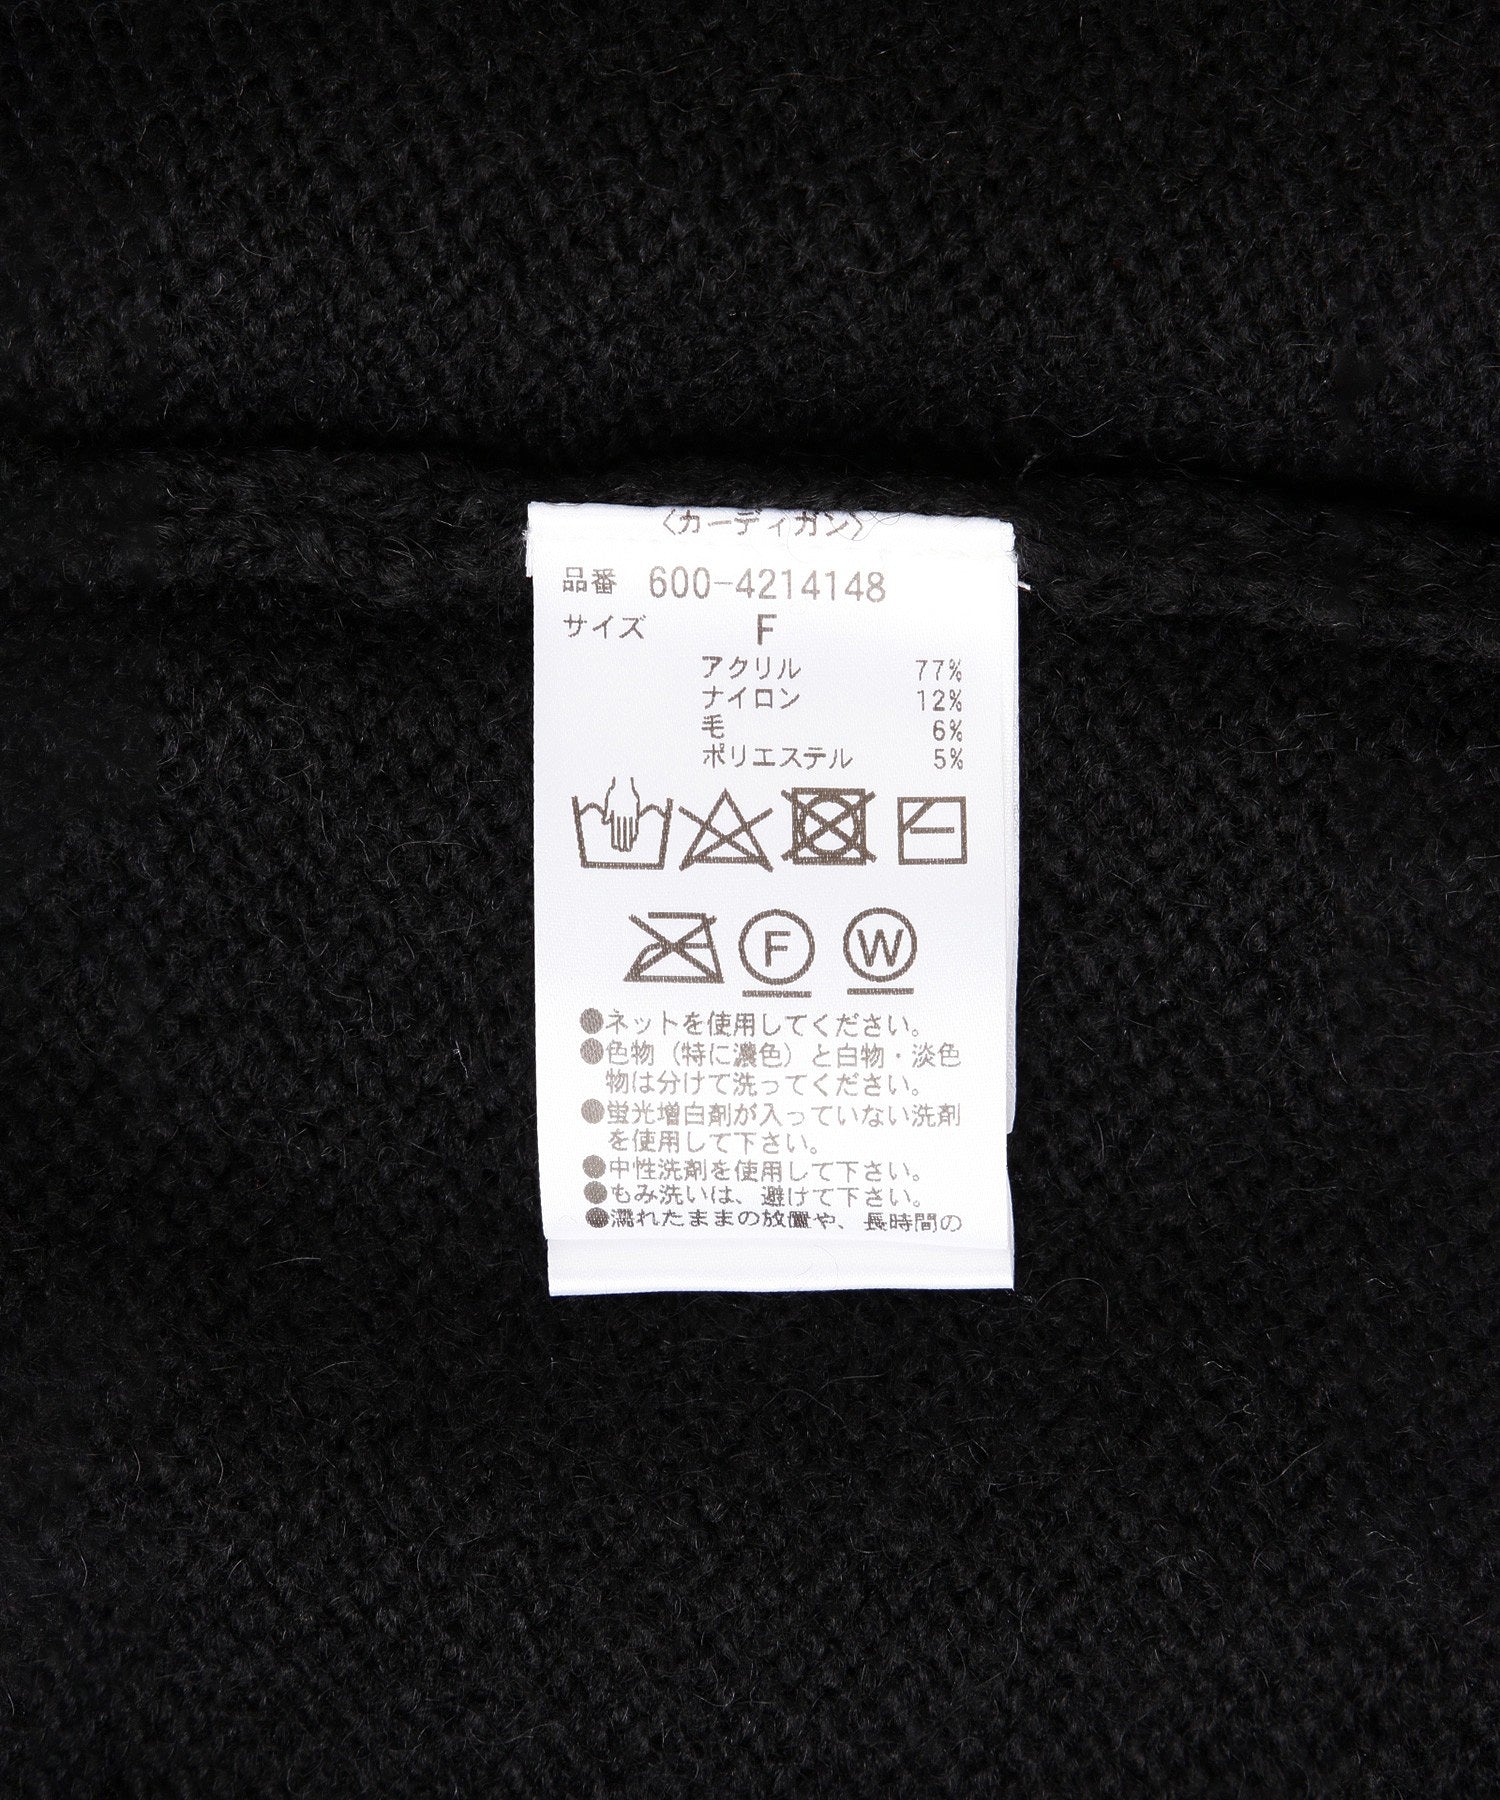 〈カーディガン〉
品番 600-4214148
サイズ F
アクリル 77%
ナイロン 12%
毛 6%
ポリエステル 5%
F W
●ネットを使用してください。
●色物（特に濃色）と白物・淡色
物は分けて洗ってください。
●蛍光増白剤が入っていない洗剤
を使用して下さい。
●中性洗剤を使用して下さい。
●もみ洗いは、避けて下さい。
●濡れたままの放置や、長時間の